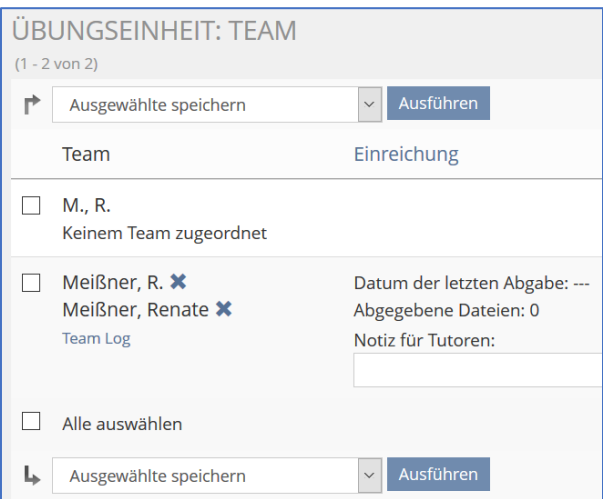 ÜBUNGSEINHEIT: TEAM
(1 - 2 von 2)
Ausgewählte speichern Ausführen
Team Einreichung
M., R.
Keinem Team zugeordnet
Meißner, R. Datum der letzten Abgabe: ---
Meißner, Renate Abgegebene Dateien: 0
Team Log Notiz für Tutoren:
Alle auswählen
Ausgewählte speichern Ausführen